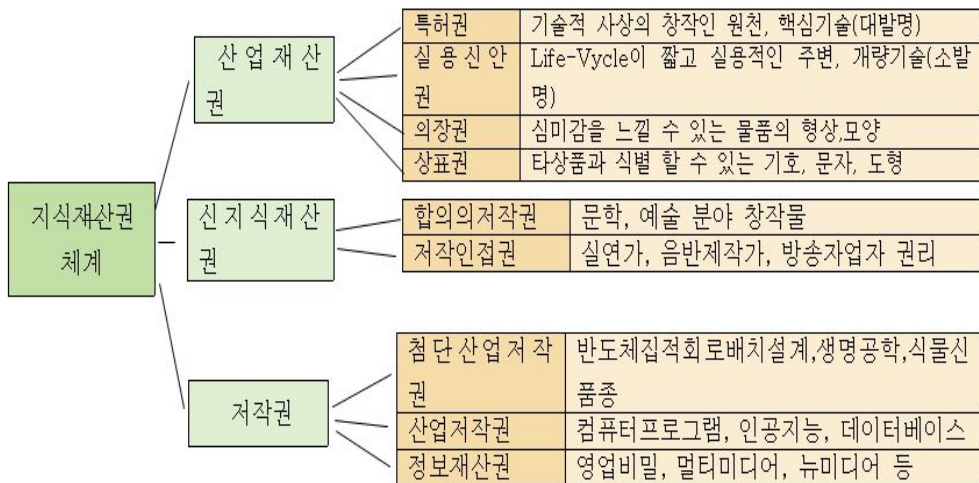 지식재산권
체계
산업재산
권
특허권
기술적 사상의 창작인 원천, 핵심기술(대발명)
실용신안
권
Life-Vycle이 짧고 실용적인 주변, 개량기술(소발
명)
의장권
심미감을 느낄 수 있는 물품의 형상,모양
상표권
타상품과 식별 할 수 있는 기호, 문자, 도형
신지식재산
권
합의의저작권
문학, 예술 분야 창작물
저작인접권
실연가, 음반제작가, 방송자업자 권리
저작권
첨단산업저작
권
반도체집적회로배치설계,생명공학,식물신
품종
산업저작권
컴퓨터프로그램, 인공지능, 데이터베이스
정보재산권
영업비밀, 멀티미디어, 뉴미디어 등